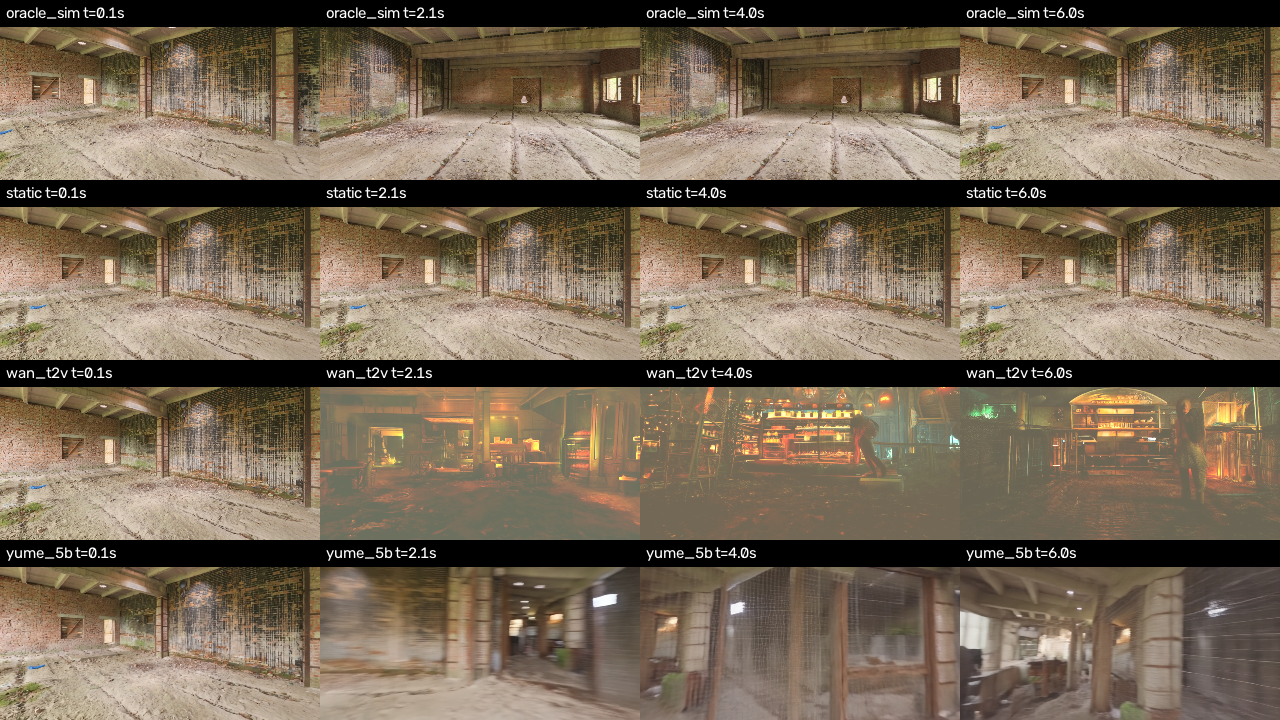 oracle_sim t=0.1s
oracle_sim t=2.1s
oracle_sim t=4.0s
oracle_sim t=6.0s
static t=0.1s
static t=2.1s
static t=4.0s
static t=6.0s
wan_t2v t=0.1s
wan_t2v t=2.1s
wan_t2v t=4.0s
wan_t2v t=6.0s
yume_5b t=0.1s
yume_5b t=2.1s
yume_5b t=4.0s
yume_5b t=6.0s